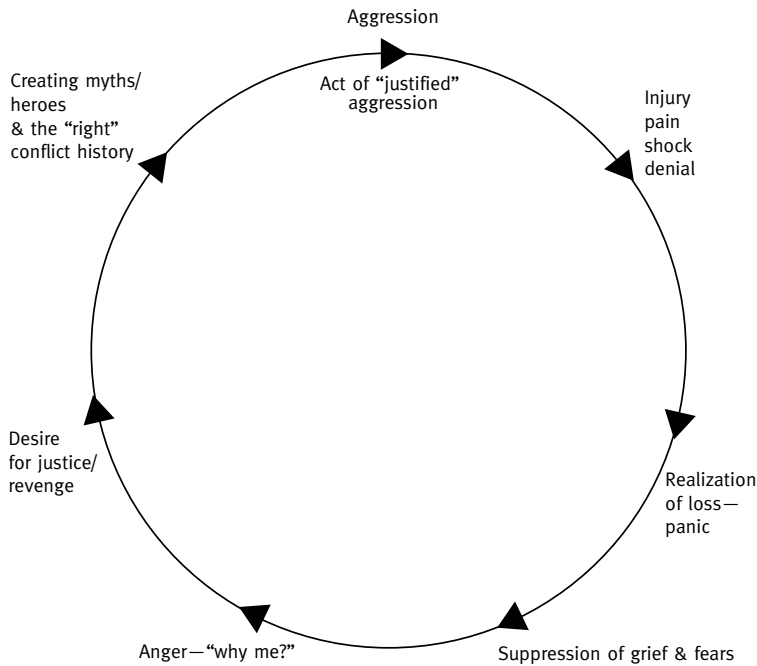 Aggression
Act of “justified”
aggression
Injury
pain
shock
denial
Realization
of loss—
panic
Suppression of grief & fears
Anger—“why me?”
Desire
for justice/
revenge
Creating myths/
heroes
& the “right”
conflict history